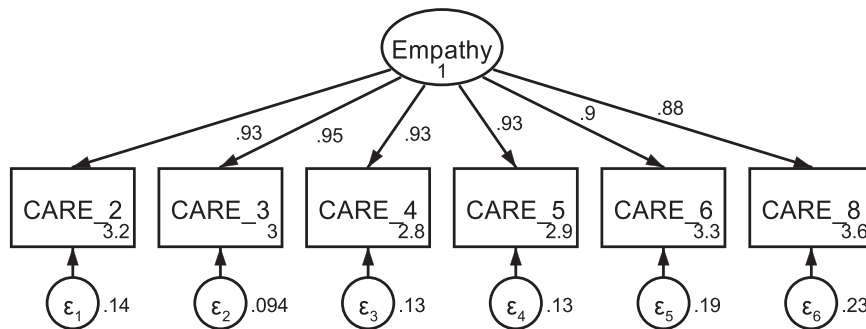 Empathy
1
.93
.95
.93
.93
.9
.88
CARE_2
3.2
CARE_3
3
CARE_4
2.8
CARE_5
2.9
CARE_6
3.3
CARE_8
3.6
ε1 .14
ε2 .094
ε3 .13
ε4 .13
ε5 .19
ε6 .23